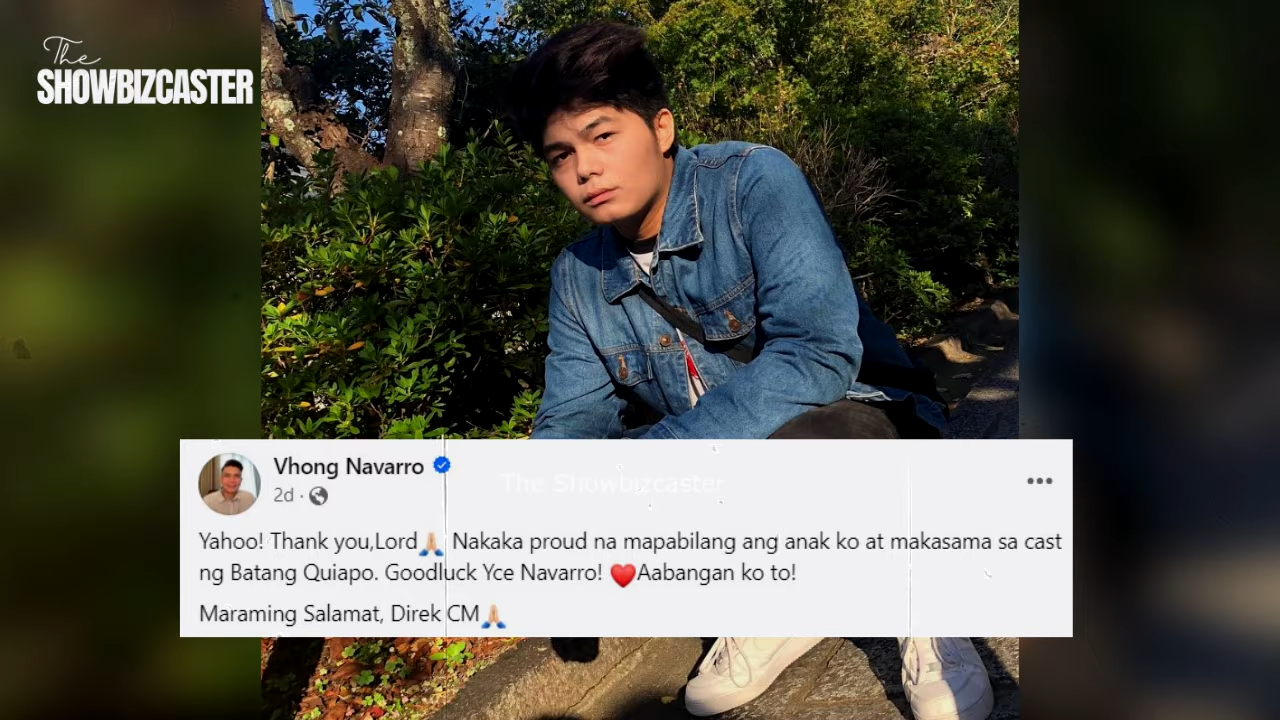 The
SHOWBIZCASTER
Vhong Navarro
2d ·
The Showbizcaster
Yahoo! Thank you,Lord🙏🏼 Nakaka proud na mapabilang ang anak ko at makasama sa cast
ng Batang Quiapo. Goodluck Yce Navarro! ❤️Aabangan ko to!
Maraming Salamat, Direk CM🙏🏼